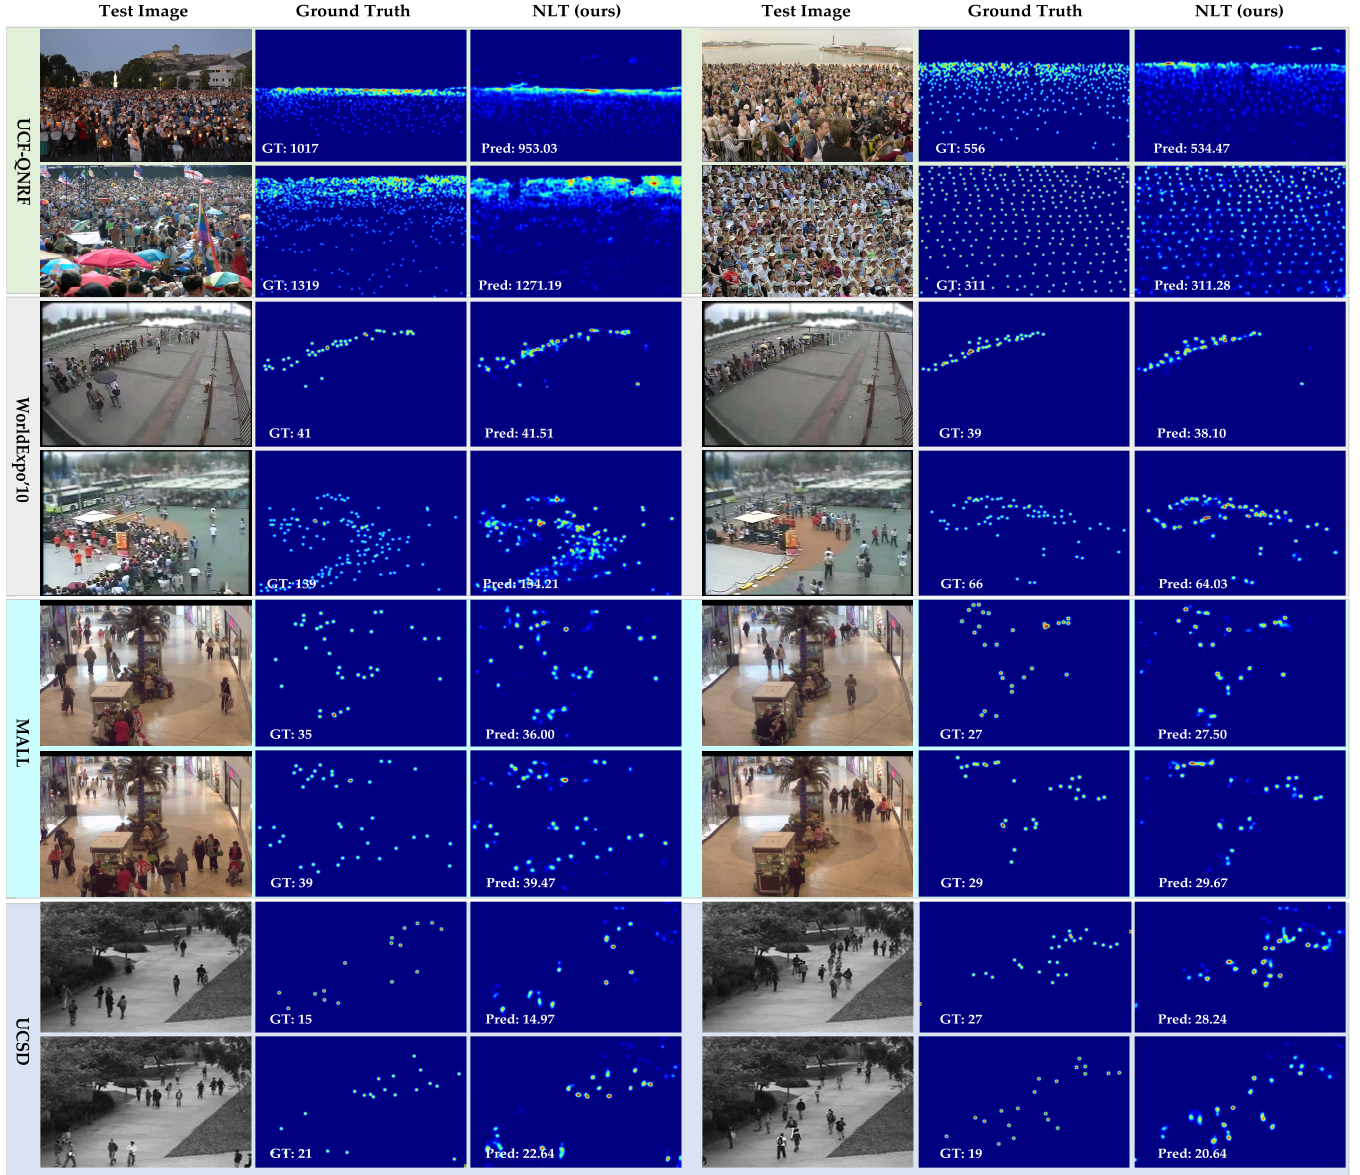 Test Image Ground Truth NLT (ours) Test Image Ground Truth NLT (ours)
UCF-QNRF
GT: 1017 Pred: 953.03 GT: 556 Pred: 534.47
GT: 1319 Pred: 1271.19 GT: 311 Pred: 311.28
WorldExpo'10
GT: 41 Pred: 41.51 GT: 39 Pred: 38.10
GT: 139 Pred: 134.21 GT: 66 Pred: 64.03
MALL
GT: 35 Pred: 36.00 GT: 27 Pred: 27.50
GT: 39 Pred: 39.47 GT: 29 Pred: 29.67
UCSD
GT: 15 Pred: 14.97 GT: 27 Pred: 28.24
GT: 21 Pred: 22.64 GT: 19 Pred: 20.64